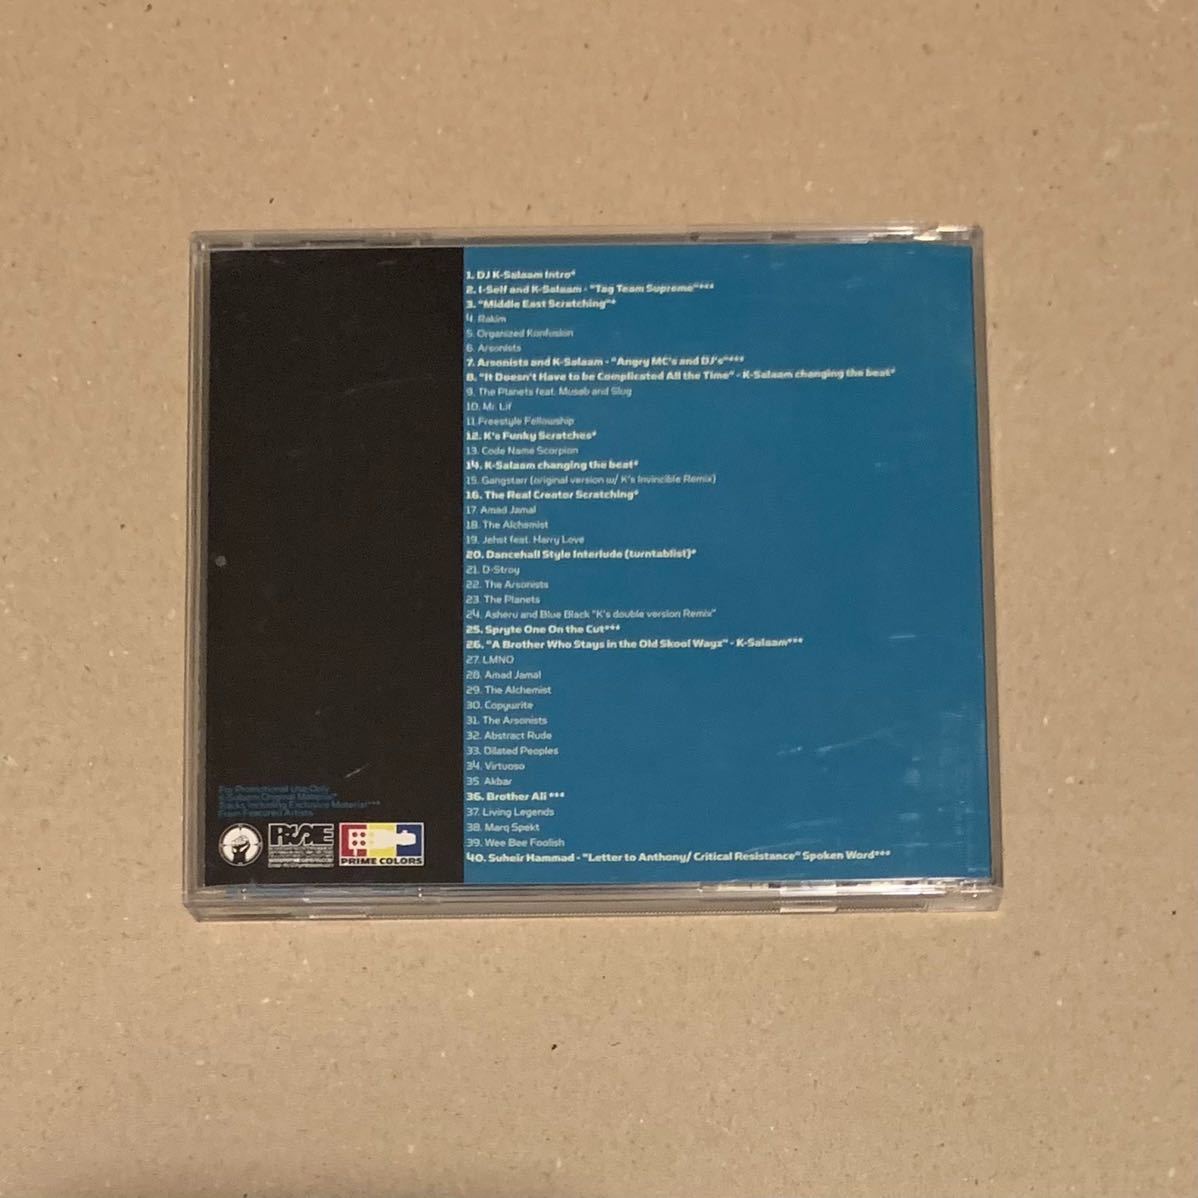 1. DJ K-Salaam Intro*
2. I-Self and K-Salaam - "Tag Team Supreme"***
3. "Middle East Scratching"*
4. Rakim
5. Organized Konfusion
6. Arsonists
7. Arsonists and K-Salaam - "Angry MC's and DJ's"***
8. "It Doesn't Have to be Complicated All the Time" - K-Salaam changing the beat*
9. The Planets feat. Musab and Slug
10. Mr. Lif
11. Freestyle Fellowship
12. K's Funky Scratches*
13. Code Name Scorpion
14. K-Salaam changing the beat*
15. Gangstarr (original version w/ K's Invincible Remix)
16. The Real Creator Scratching*
17. Amad Jamal
18. The Alchemist
19. Jehst feat. Harry Love
20. Dancehall Style Interlude (turntablist)*
21. D-Stroy
22. The Arsonists
23. The Planets
24. Asheru and Blue Black "K's double version Remix"
25. Spryte One On the Cut***
26. "A Brother Who Stays in the Old Skool Wayz" - K-Salaam***
27. LMNO
28. Amad Jamal
29. The Alchemist
30. Copywrite
31. The Arsonists
32. Abstract Rude
33. Dilated Peoples
34. Virtuoso
35. Akbar
36. Brother Ali ***
37. Living Legends
38. Marq Spekt
39. Wee Bee Foolish
40. Suheir Hammad - "Letter to Anthony/ Critical Resistance" Spoken Word***
For Promotional Use Only
K-Salaam Original Material*
Tracks Including Exclusive Material***
From Featured Artists
PRIME COLORS